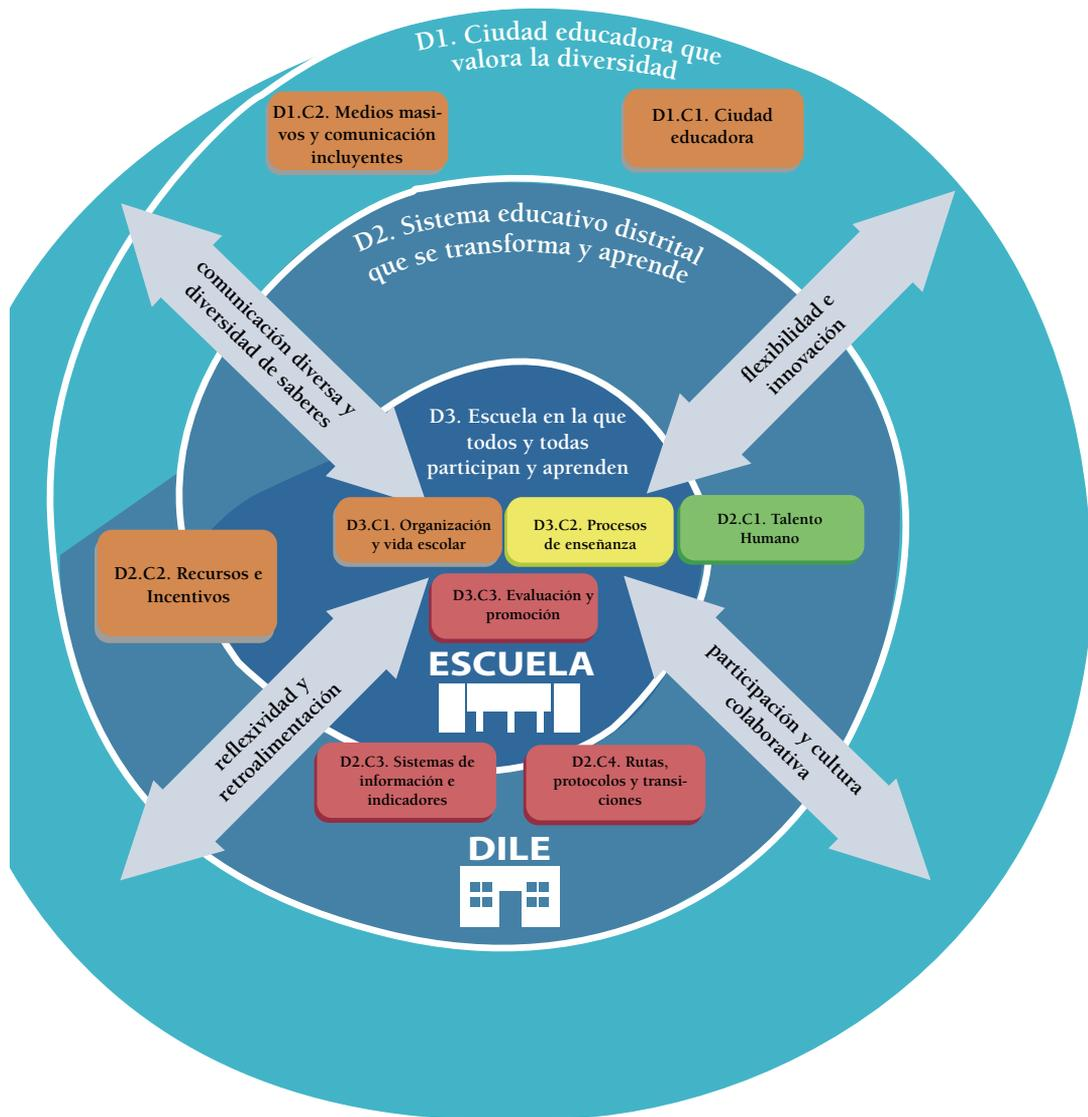 D1. Ciudad educadora que
valora la diversidad
D1.C2. Medios masi-
vos y comunicación
incluyentes
D1.C1. Ciudad
educadora
D2. Sistema educativo distrital
que se transforma y aprende
comunicación diversa y
diversidad de saberes
flexibilidad e
innovación
D3. Escuela en la que
todos y todas
participan y aprenden
D3.C1. Organización
y vida escolar
D3.C2. Procesos
de enseñanza
D2.C1. Talento
Humano
D2.C2. Recursos e
Incentivos
D3.C3. Evaluación y
promoción
ESCUELA
reflexividad y
retroalimentación
participación y cultura
colaborativa
D2.C3. Sistemas de
información e
indicadores
D2.C4. Rutas,
protocolos y transi-
ciones
DILE